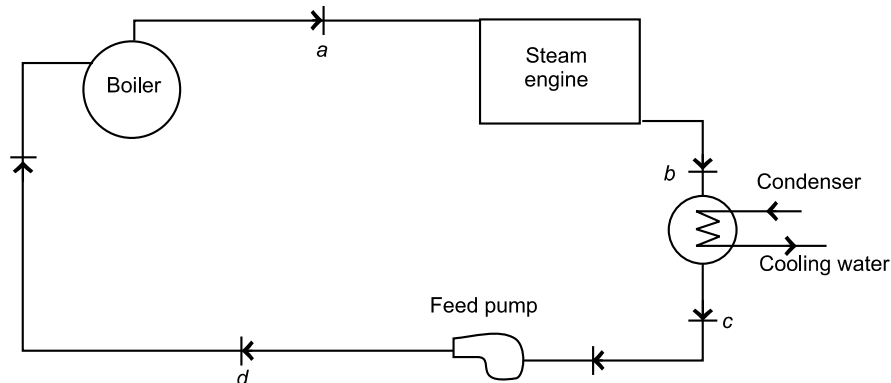 a
Boiler
Steam
engine
b
Condenser
Cooling water
c
Feed pump
d